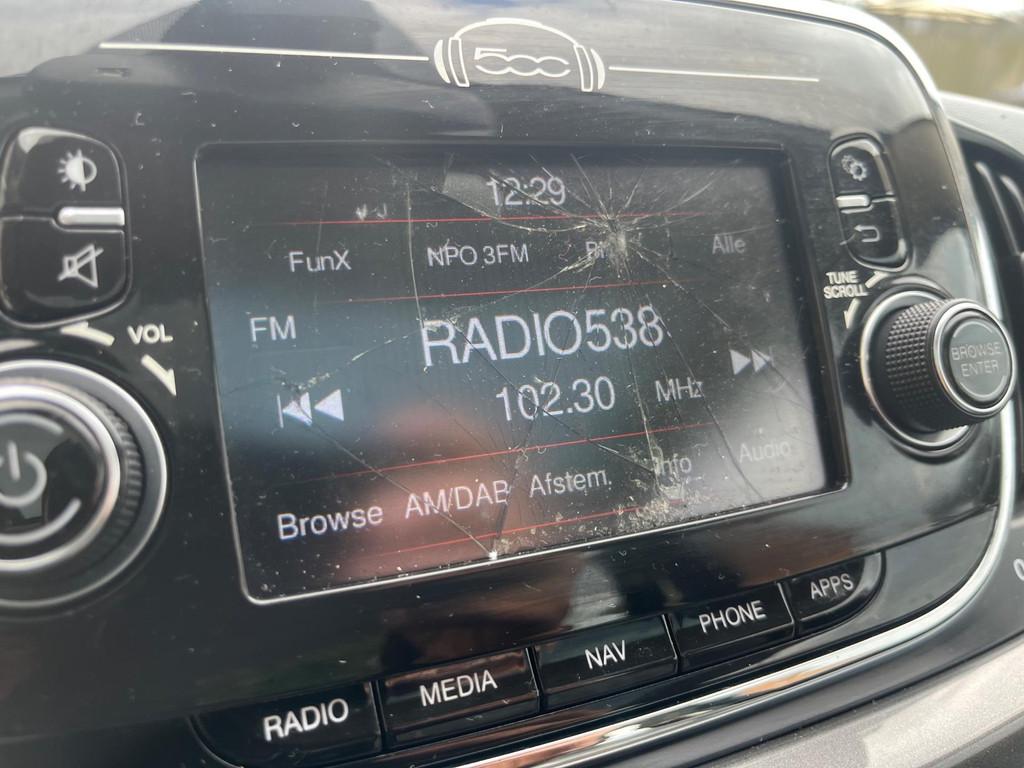 500
12:29
FunX NPO 3FM Alle
FM RADIO538
102.30 MHz
Browse AM/DAB Afstem. Info Audio
VOL
TUNE
SCROLL
BROWSE
ENTER
RADIO MEDIA NAV PHONE APPS